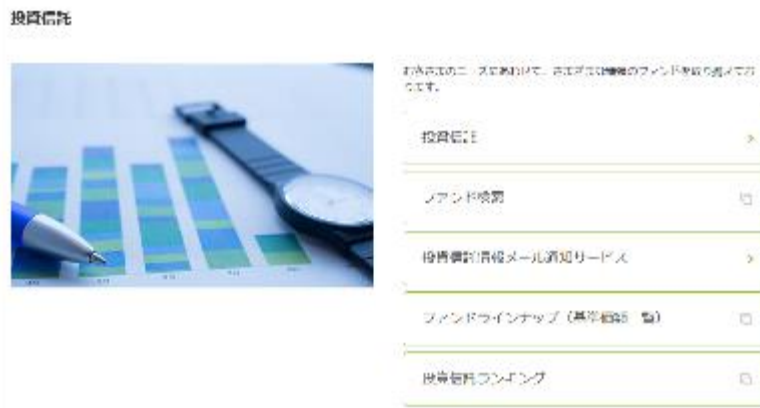 投資信託
お客さまのニーズにあわせて、さまざまな種類のファンドを取り揃えてお
ります。
投資信託
ファンド検索
投資信託情報メール通知サービス
ファンドラインナップ（基準価額一覧）
投資信託ランキング